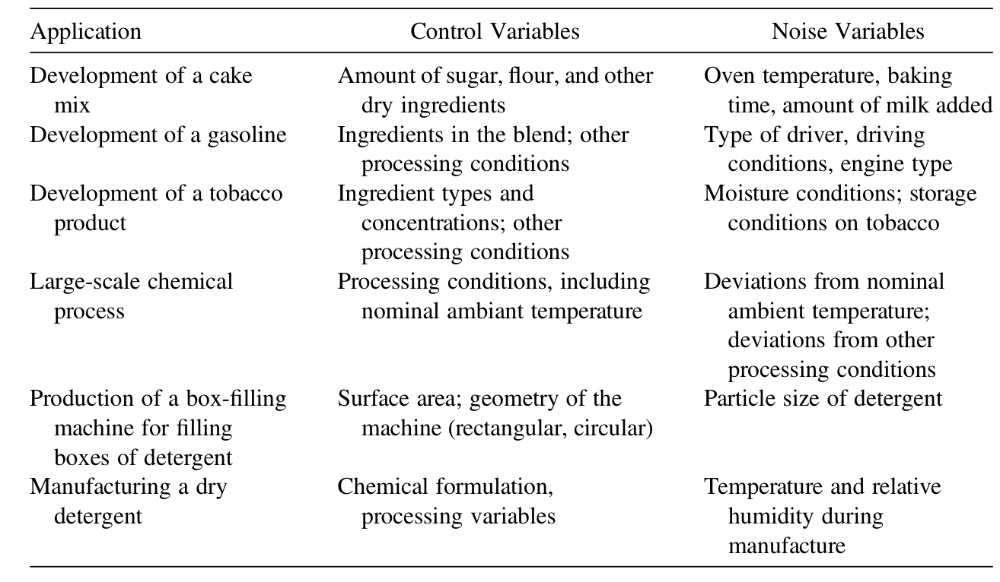 Application Control Variables Noise Variables
Development of a cake Amount of sugar, flour, and other Oven temperature, baking
mix dry ingredients time, amount of milk added
Development of a gasoline Ingredients in the blend; other Type of driver, driving
processing conditions conditions, engine type
Development of a tobacco Ingredient types and Moisture conditions; storage
product concentrations; other conditions on tobacco
processing conditions
Large-scale chemical Processing conditions, including Deviations from nominal
process nominal ambiant temperature ambient temperature;
deviations from other
processing conditions
Production of a box-filling Surface area; geometry of the Particle size of detergent
machine for filling machine (rectangular, circular)
boxes of detergent
Manufacturing a dry Chemical formulation, Temperature and relative
detergent processing variables humidity during
manufacture